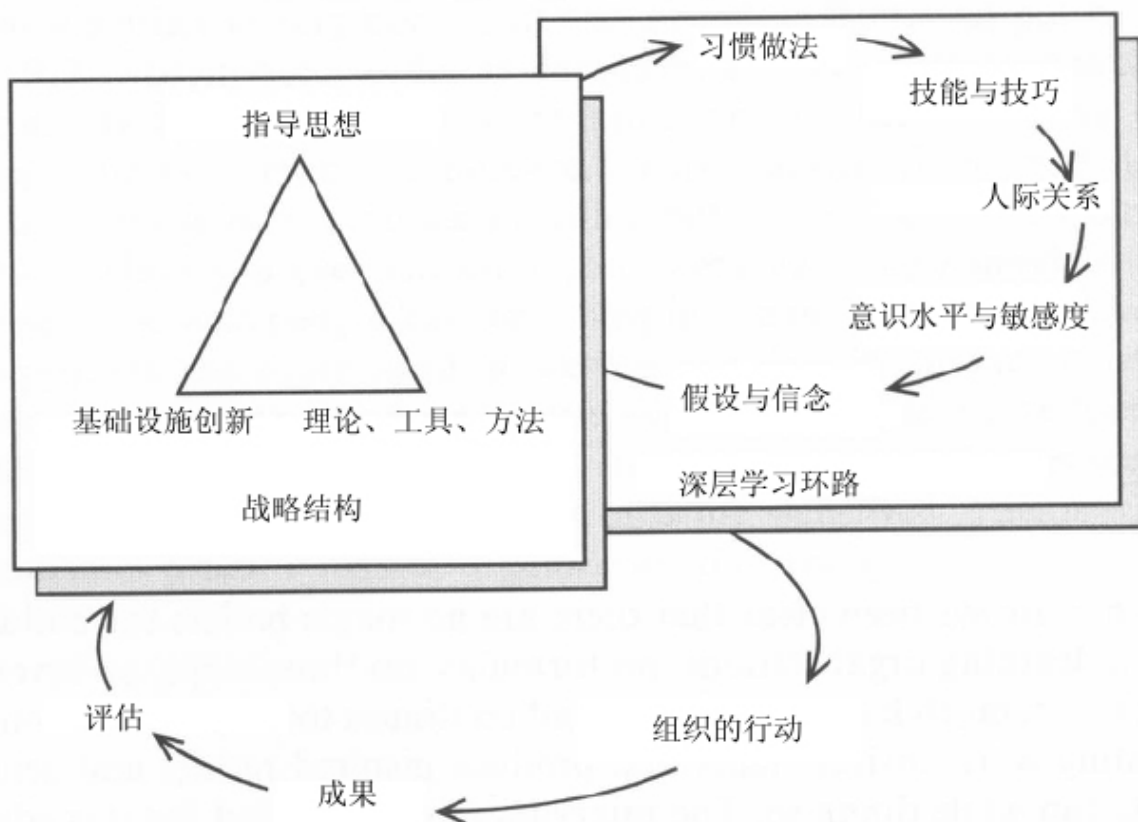 习惯做法
技能与技巧
指导思想
人际关系
意识水平与敏感度
假设与信念
基础设施创新
理论、工具、方法
深层学习环路
战略结构
评估
组织的行动
成果